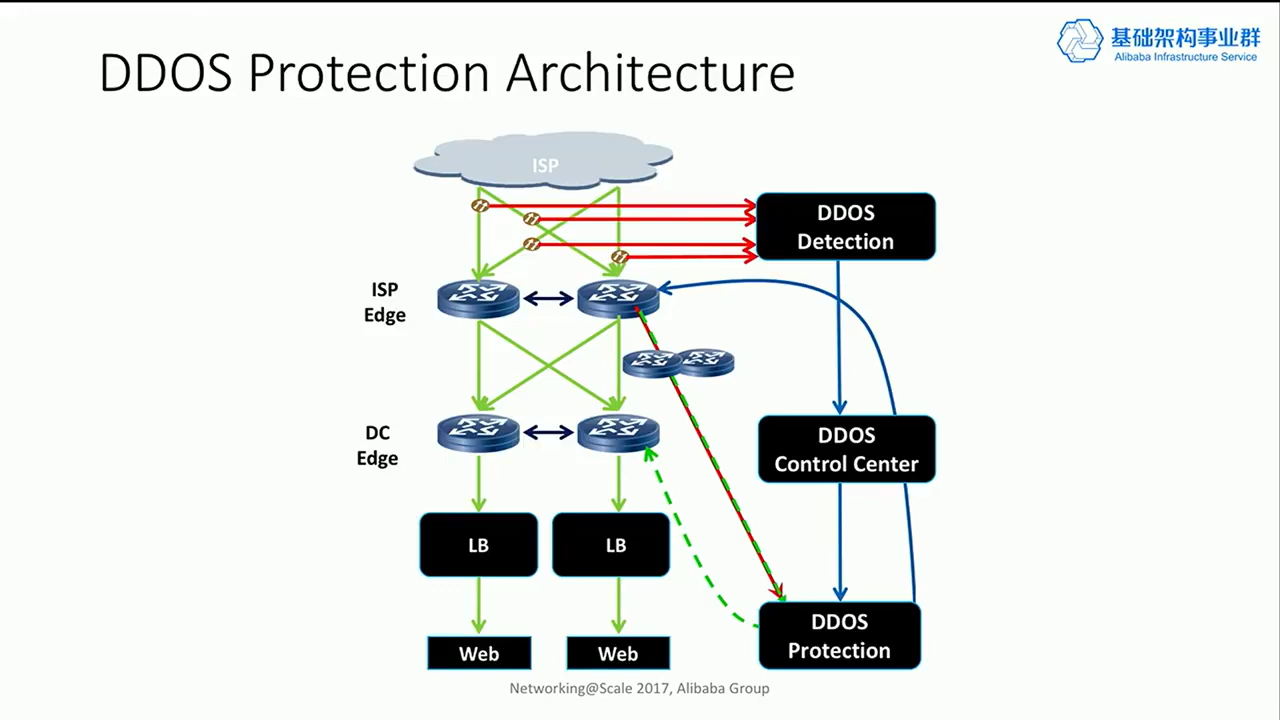 基础架构事业群
Alibaba Infrastructure Service
DDOS Protection Architecture
ISP
DDOS
Detection
ISP
Edge
DC
Edge
DDOS
Control Center
LB
LB
DDOS
Protection
Web
Web
Networking@Scale 2017, Alibaba Group